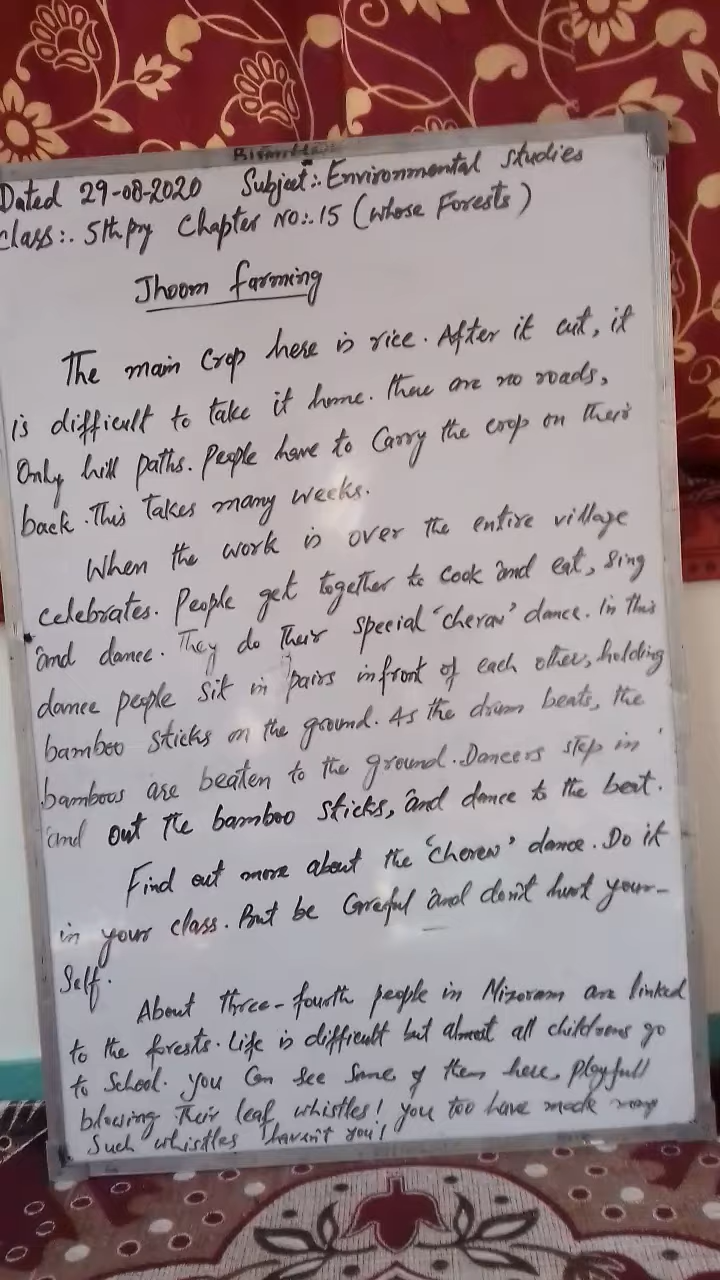 Dated 29-08-2020 Subject:. Environmental studies
Class:. 5th pry Chapter No:. 15 (whose Forests)
Jhoom farming
The main crop here is rice. After it cut, it
is difficult to take it home. there are no roads,
Only hill paths. People have to Carry the crop on their
back. This takes many weeks.
When the work is over the entire village
celebrates. People get together to cook and eat, sing
and dance. They do their special 'cheraw' dance. In this
dance people sit in pairs infront of each other, holding
bamboo sticks on the ground. As the drum beats, the
bamboos are beaten to the ground. Dancers step in
and out the bamboo sticks, and dance to the beat.
Find out more about the 'cherew' dance. Do it
in your class. But be Careful and don't hurt your-
Self.
About three-fourth people in Mizoram are linked
to the forests. Life is difficult but almost all childrens go
to School. you Can See Some of them here, playfull
blowing Their leaf whistles! you too have made many
Such whistles haven't you!